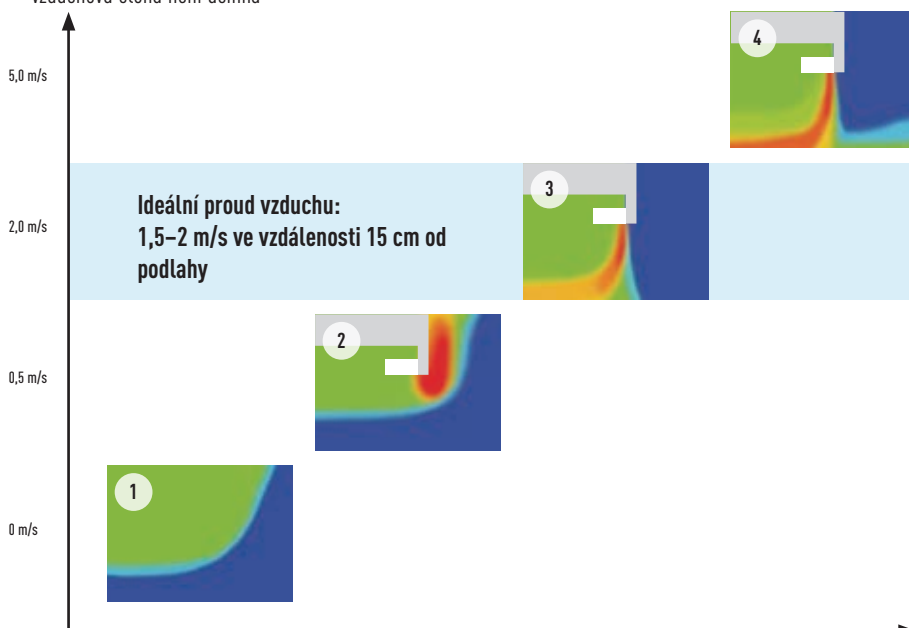 5,0 m/s
4
3
Ideální proud vzduchu:
2,0 m/s
1,5–2 m/s ve vzdálenosti 15 cm od
podlahy
2
0,5 m/s
1
0 m/s